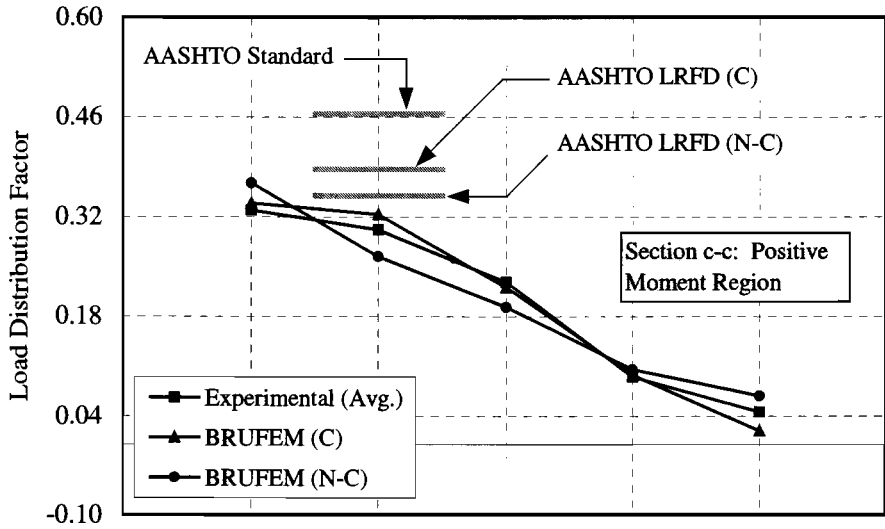 0.60
AASHTO Standard
AASHTO LRFD (C)
0.46
AASHTO LRFD (N-C)
0.32
Section c-c: Positive
Moment Region
0.18
Experimental (Avg.)
0.04
BRUFEM (C)
BRUFEM (N-C)
-0.10
Load Distribution Factor